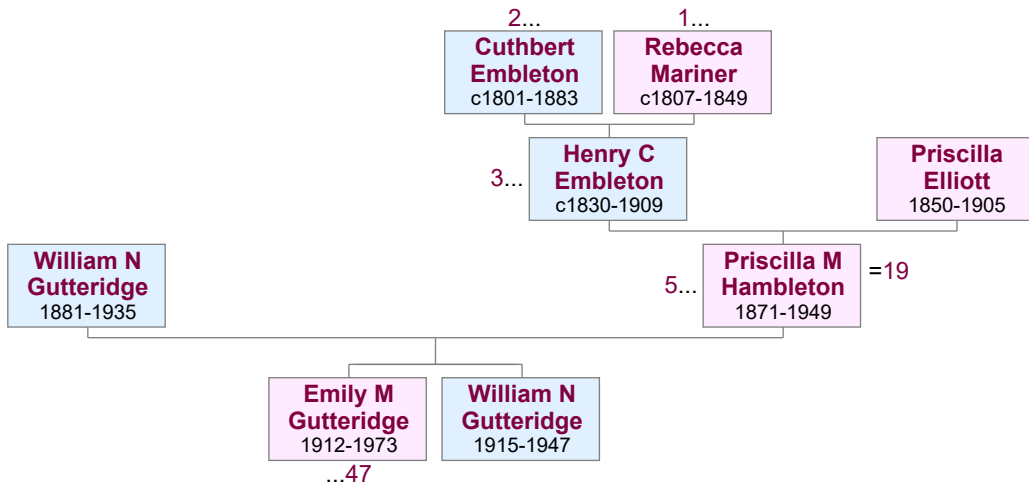 2...
1...
Cuthbert
Embleton
c1801-1883
Rebecca
Mariner
c1807-1849
3...
Henry C
Embleton
c1830-1909
Priscilla
Elliott
1850-1905
William N
Gutteridge
1881-1935
5...
Priscilla M
Hambleton
1871-1949
=19
Emily M
Gutteridge
1912-1973
William N
Gutteridge
1915-1947
...47